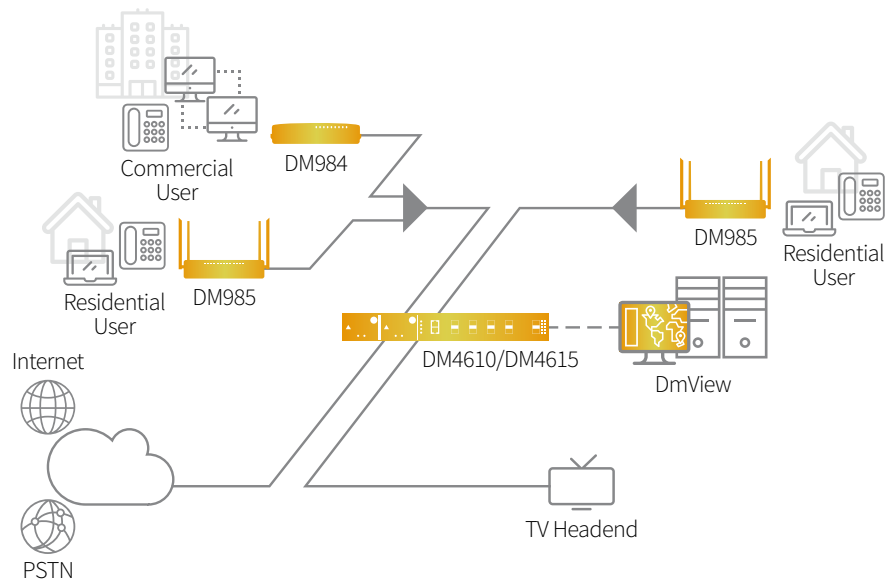 Commercial
User
DM984
Residential
User
DM985
DM985
Residential
User
DM4610/DM4615
DmView
Internet
TV Headend
PSTN